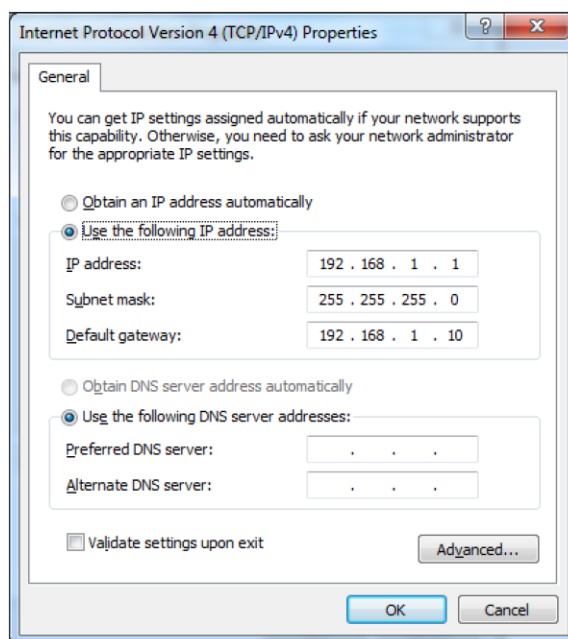 Internet Protocol Version 4 (TCP/IPv4) Properties
?
X
General
You can get IP settings assigned automatically if your network supports
this capability. Otherwise, you need to ask your network administrator
for the appropriate IP settings.
Obtain an IP address automatically
Use the following IP address:
IP address: 192 . 168 . 1 . 1
Subnet mask: 255 . 255 . 255 . 0
Default gateway: 192 . 168 . 1 . 10
Obtain DNS server address automatically
Use the following DNS server addresses:
Preferred DNS server: . . .
Alternate DNS server: . . .
Validate settings upon exit
Advanced...
OK Cancel